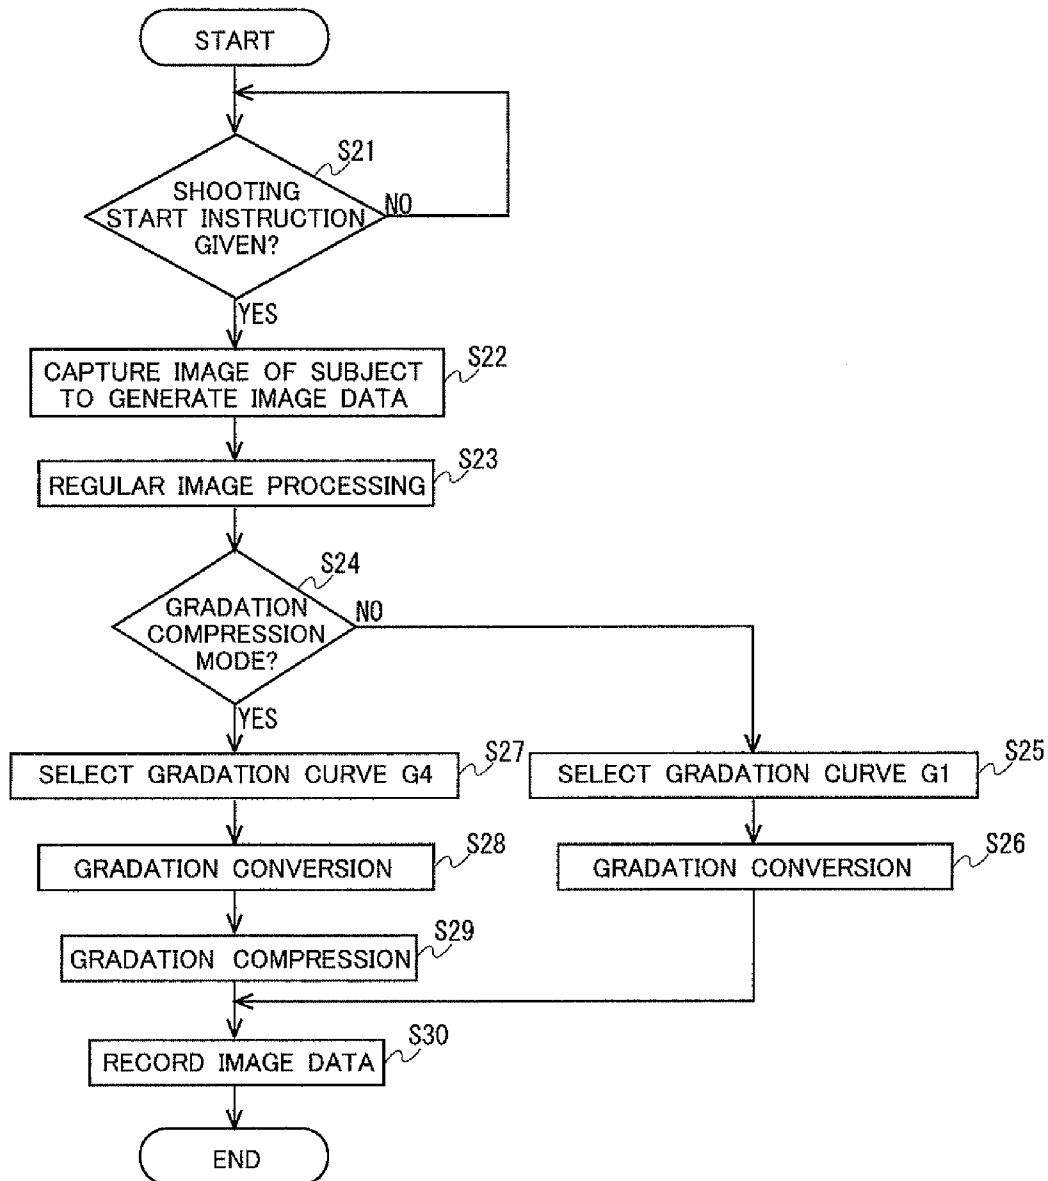 START
S21
SHOOTING
START INSTRUCTION
GIVEN?
NO
YES
S22
CAPTURE IMAGE OF SUBJECT
TO GENERATE IMAGE DATA
S23
REGULAR IMAGE PROCESSING
S24
GRADATION
COMPRESSION
MODE?
NO
YES
S27
SELECT GRADATION CURVE G4
S25
SELECT GRADATION CURVE G1
S28
GRADATION CONVERSION
S26
GRADATION CONVERSION
S29
GRADATION COMPRESSION
S30
RECORD IMAGE DATA
END